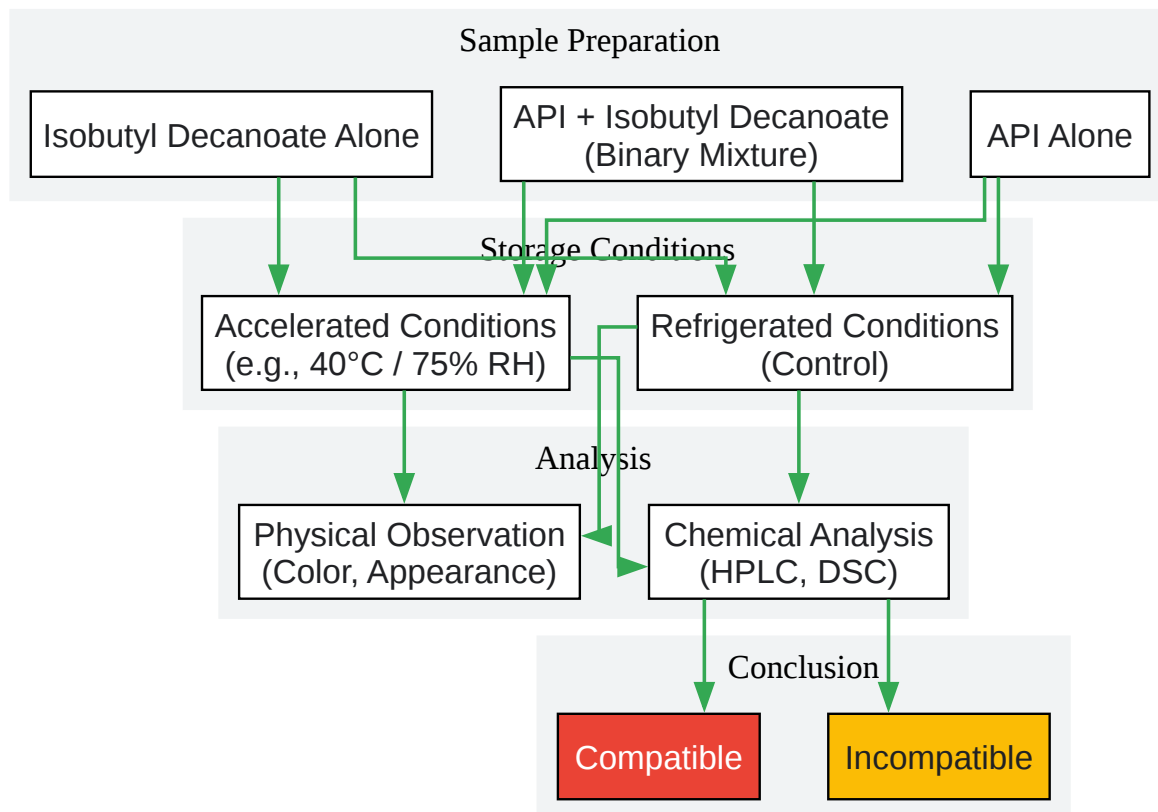 Sample Preparation
Isobutyl Decanoate Alone
API + Isobutyl Decanoate
(Binary Mixture)
API Alone
Storage Conditions
Accelerated Conditions
(e.g., 40°C / 75% RH)
Refrigerated Conditions
(Control)
Analysis
Physical Observation
(Color, Appearance)
Chemical Analysis
(HPLC, DSC)
Conclusion
Compatible
Incompatible